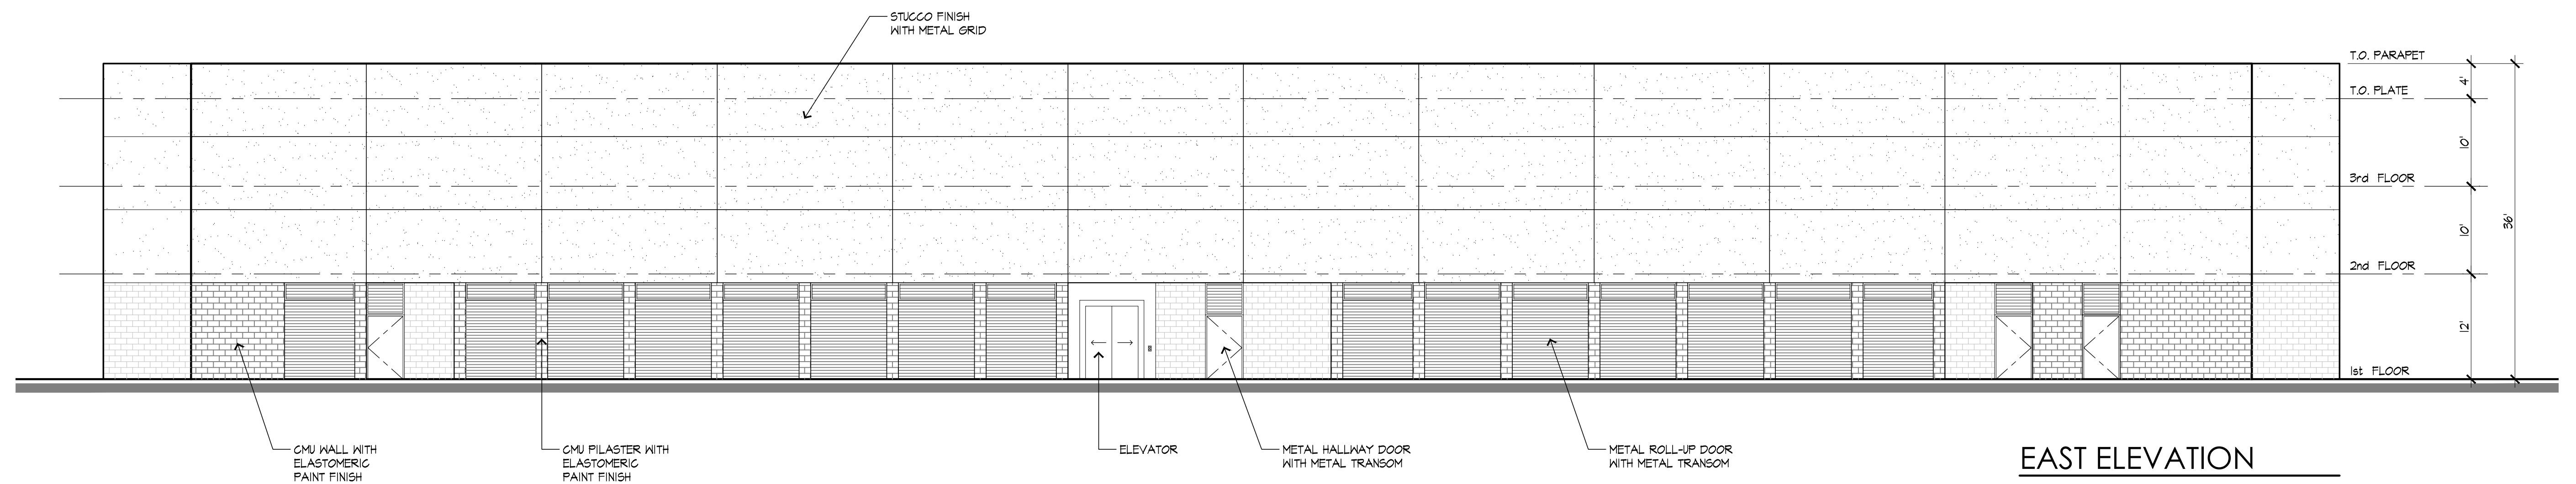 STUCCO FINISH
WITH METAL GRID
T.O. PARAPET
4'
T.O. PLATE
10'
3rd FLOOR
36'
10'
2nd FLOOR
12'
1st FLOOR
CMU WALL WITH
ELASTOMERIC
PAINT FINISH
CMU PILASTER WITH
ELASTOMERIC
PAINT FINISH
ELEVATOR
METAL HALLWAY DOOR
WITH METAL TRANSOM
METAL ROLL-UP DOOR
WITH METAL TRANSOM
EAST ELEVATION